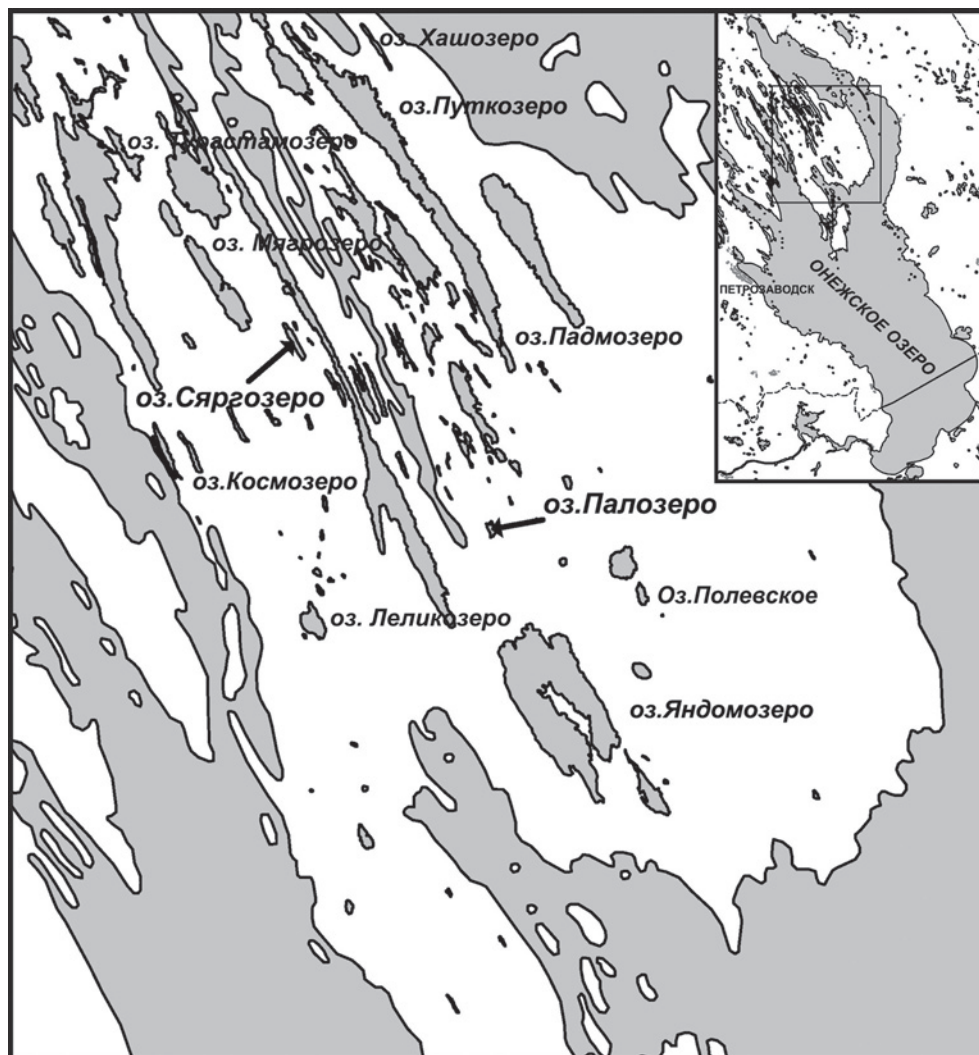 оз. Хашозеро
оз.Путкозеро
оз. Турастамозеро
оз. Мягрозеро
ПЕТРОЗАВОДСК
ОНЕЖСКОЕ ОЗЕРО
оз.Падмозеро
оз.Сяргозеро
оз.Космозеро
оз.Палозеро
Оз.Полевское
оз. Леликозеро
оз.Яндомозеро